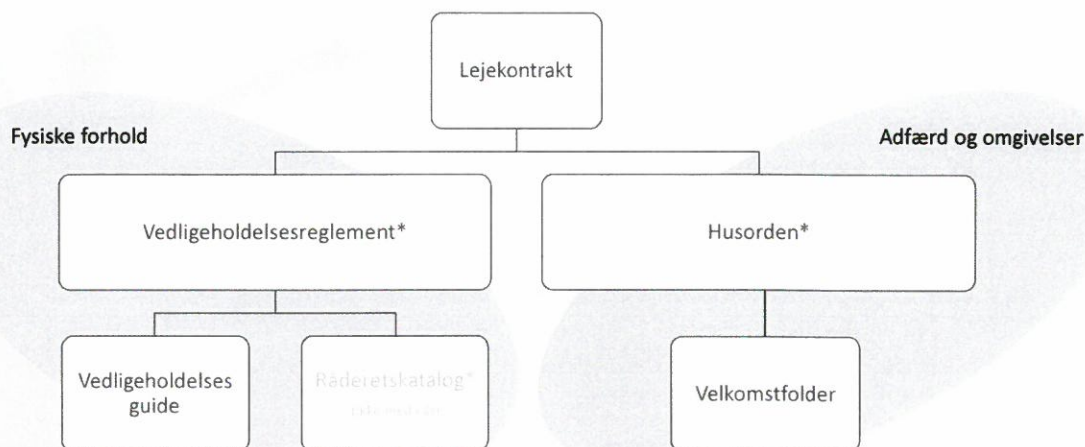 Lejekontrakt
Fysiske forhold
Adfærd og omgivelser
Vedligeholdelsesreglement*
Husorden*
Vedligeholdelses
guide
Råderetskatalog*
Velkomstfolder